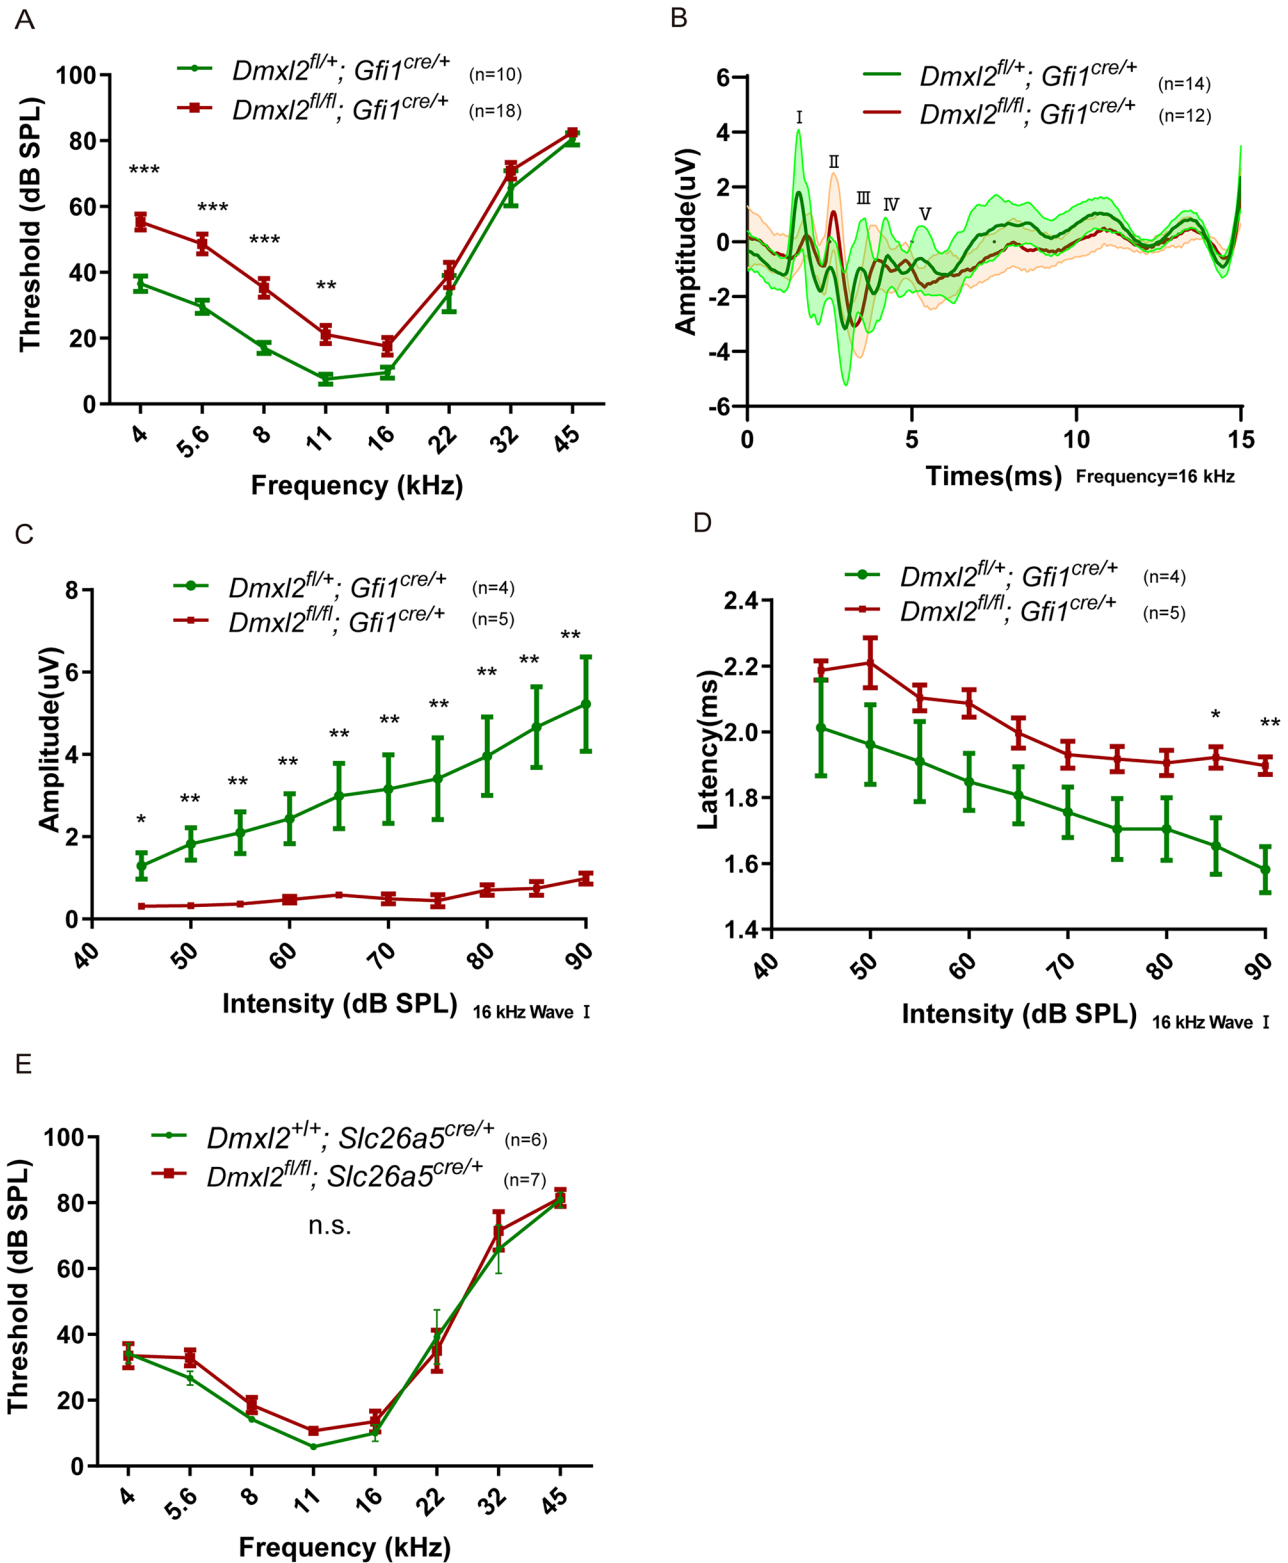 A
Dmxl2fl/+; Gfi1cre/+ (n=10)
Dmxl2fl/fl; Gfi1cre/+ (n=18)
Threshold (dB SPL)
100
80
60
40
20
0
***
***
***
**
4 5.6 8 11 16 22 32 45
Frequency (kHz)
B
Dmxl2fl/+; Gfi1cre/+ (n=14)
Dmxl2fl/fl; Gfi1cre/+ (n=12)
Amptitude(uV)
6
4
2
0
-2
-4
-6
Ⅰ
Ⅱ
Ⅲ
Ⅳ
Ⅴ
0 5 10 15
Times(ms) Frequency=16 kHz
C
Dmxl2fl/+; Gfi1cre/+ (n=4)
Dmxl2fl/fl; Gfi1cre/+ (n=5)
Amplitude(uV)
8
6
4
2
0
* ** ** ** ** ** ** ** ** **
40 50 60 70 80 90
Intensity (dB SPL) 16 kHz Wave Ⅰ
D
Dmxl2fl/+; Gfi1cre/+ (n=4)
Dmxl2fl/fl; Gfi1cre/+ (n=5)
Latency(ms)
2.4
2.2
2.0
1.8
1.6
1.4
* **
40 50 60 70 80 90
Intensity (dB SPL) 16 kHz Wave Ⅰ
E
Dmxl2+/+; Slc26a5cre/+ (n=6)
Dmxl2fl/fl; Slc26a5cre/+ (n=7)
n.s.
Threshold (dB SPL)
100
80
60
40
20
0
4 5.6 8 11 16 22 32 45
Frequency (kHz)